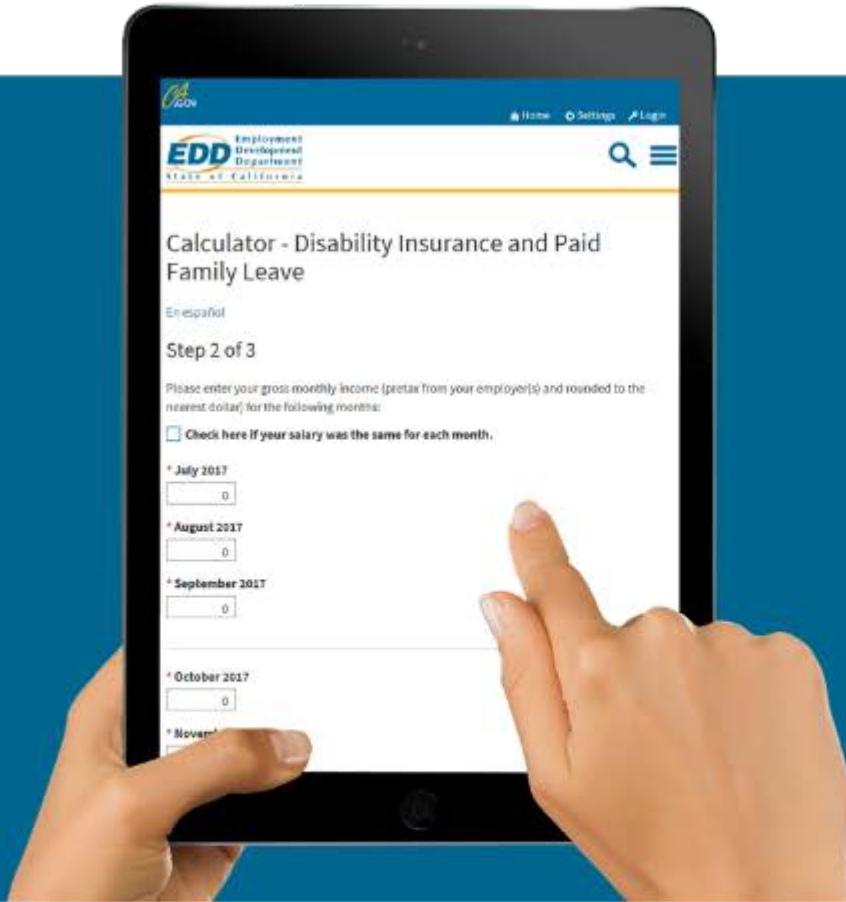 CA
.GOV
Home Settings Login
EDD Employment
Development
Department
State of California
Calculator - Disability Insurance and Paid
Family Leave
En español
Step 2 of 3
Please enter your gross monthly income (pretax from your employer(s) and rounded to the
nearest dollar) for the following months:
Check here if your salary was the same for each month.
* July 2017
0
* August 2017
0
* September 2017
0
* October 2017
0